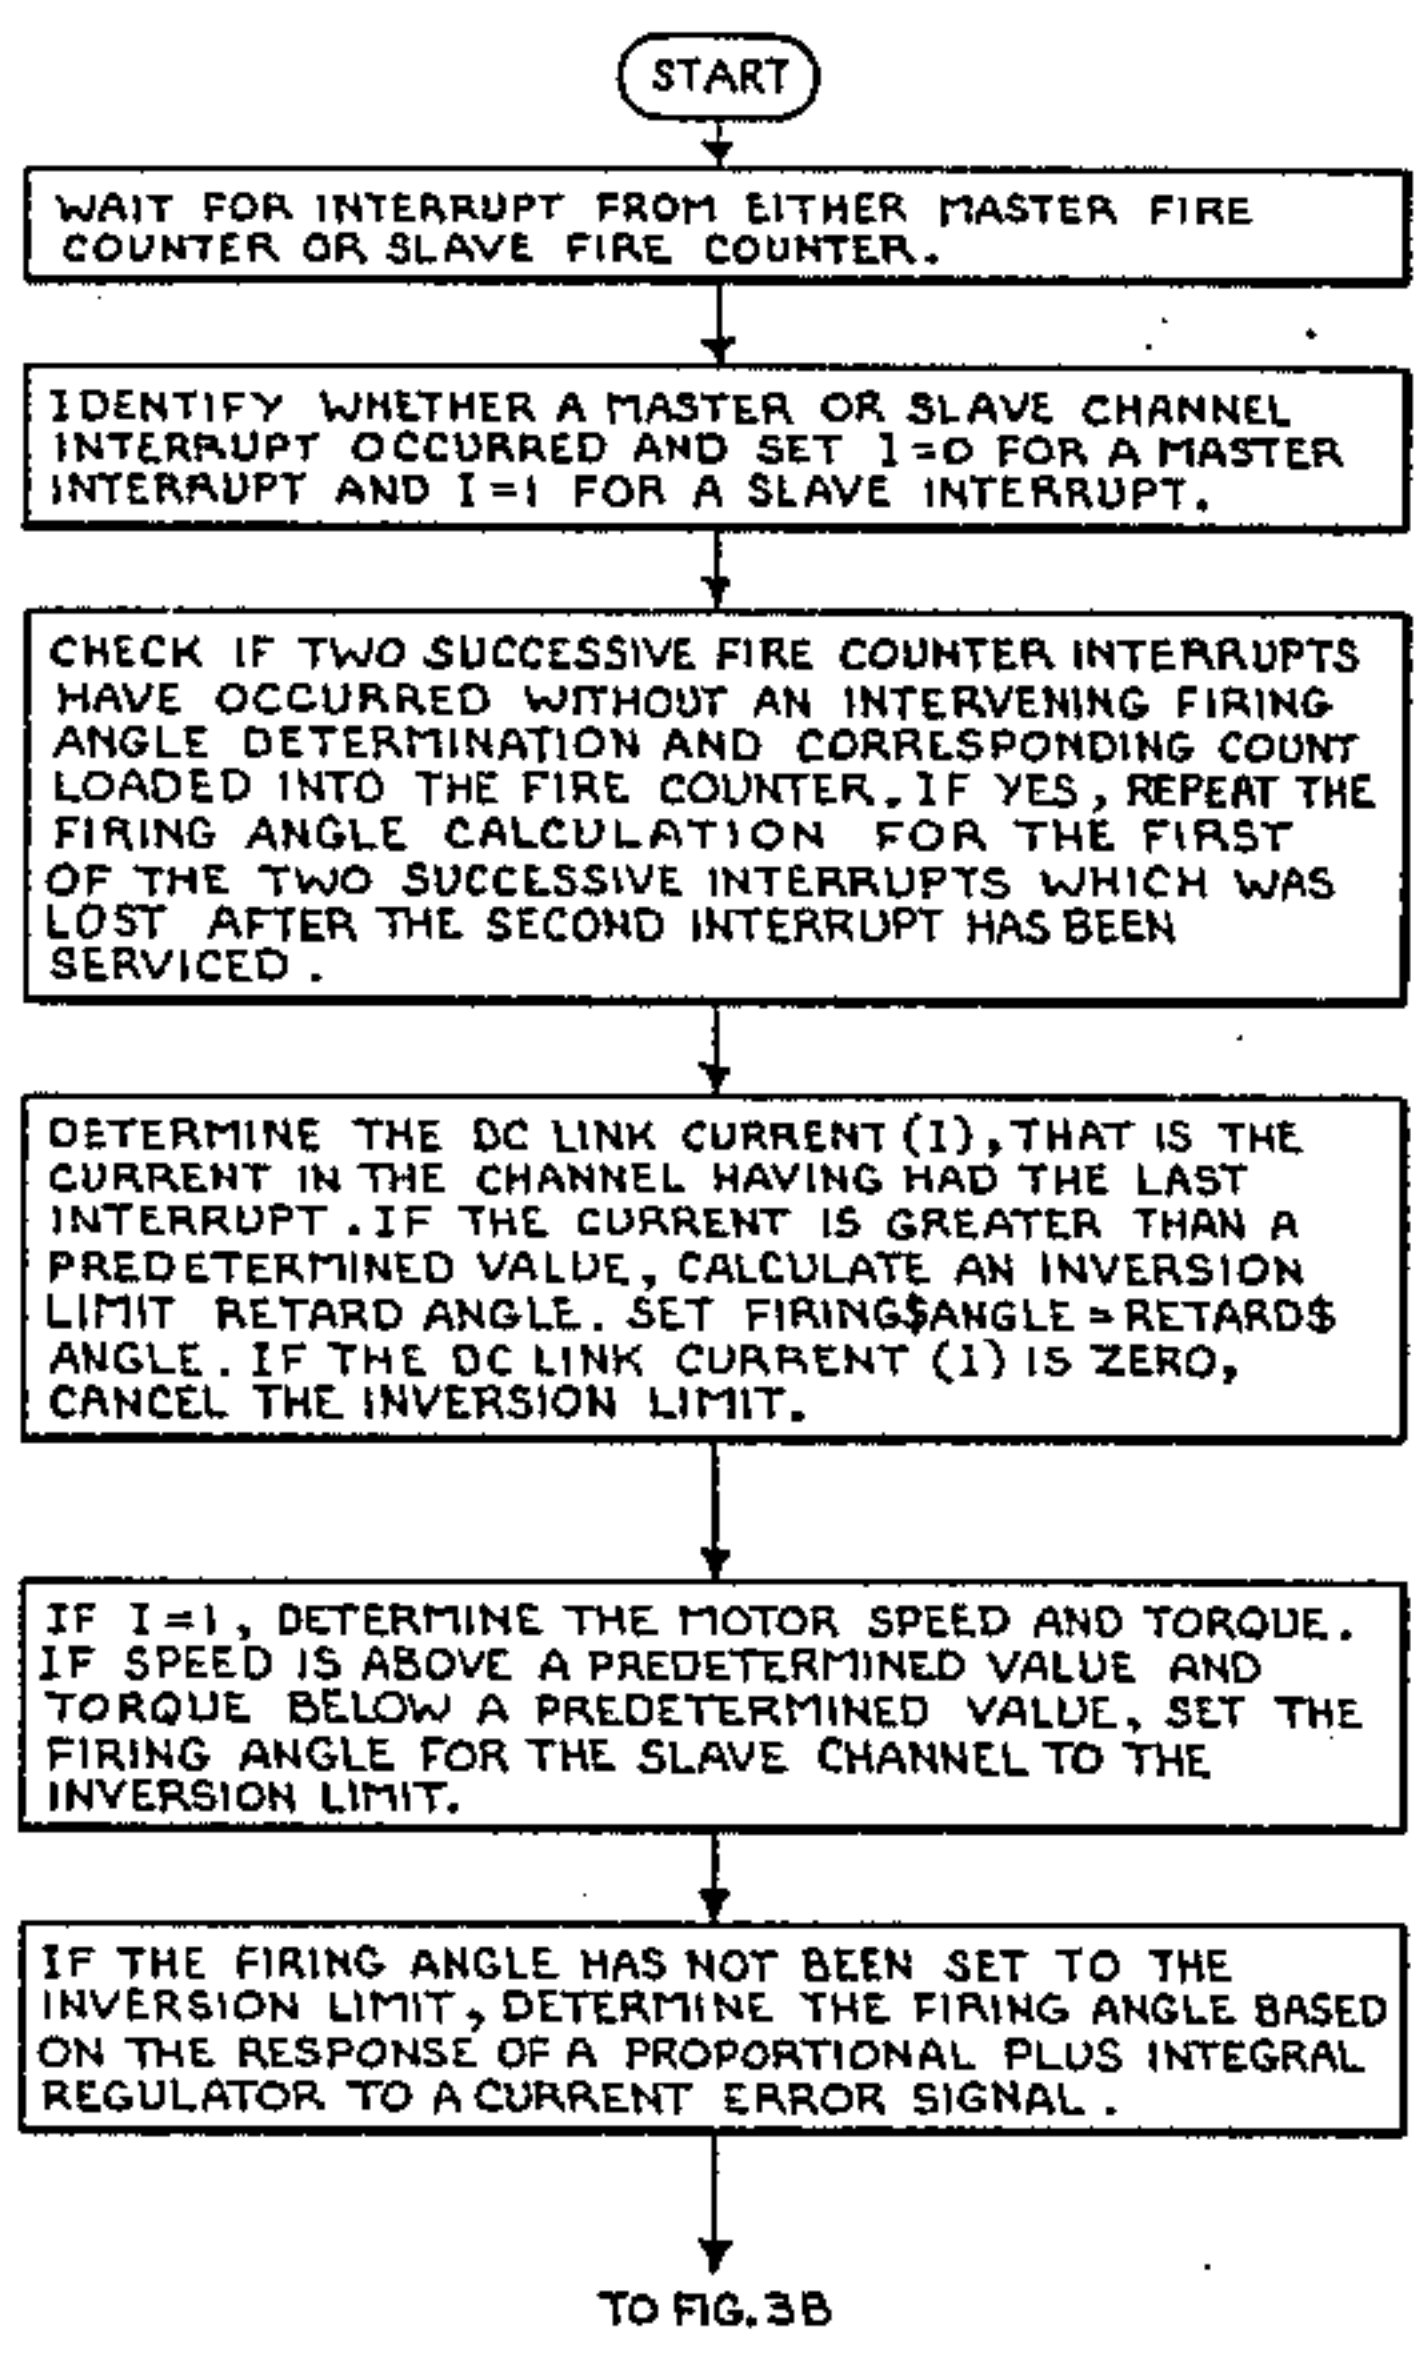 START
WAIT FOR INTERRUPT FROM EITHER MASTER FIRE
COUNTER OR SLAVE FIRE COUNTER.
IDENTIFY WHETHER A MASTER OR SLAVE CHANNEL
INTERRUPT OCCURRED AND SET I=0 FOR A MASTER
INTERRUPT AND I=1 FOR A SLAVE INTERRUPT.
CHECK IF TWO SUCCESSIVE FIRE COUNTER INTERRUPTS
HAVE OCCURRED WITHOUT AN INTERVENING FIRING
ANGLE DETERMINATION AND CORRESPONDING COUNT
LOADED INTO THE FIRE COUNTER. IF YES, REPEAT THE
FIRING ANGLE CALCULATION FOR THE FIRST
OF THE TWO SUCCESSIVE INTERRUPTS WHICH WAS
LOST AFTER THE SECOND INTERRUPT HAS BEEN
SERVICED.
DETERMINE THE DC LINK CURRENT (I), THAT IS THE
CURRENT IN THE CHANNEL HAVING HAD THE LAST
INTERRUPT. IF THE CURRENT IS GREATER THAN A
PREDETERMINED VALUE, CALCULATE AN INVERSION
LIMIT RETARD ANGLE. SET FIRING$ANGLE = RETARD$
ANGLE. IF THE DC LINK CURRENT (I) IS ZERO,
CANCEL THE INVERSION LIMIT.
IF I=1, DETERMINE THE MOTOR SPEED AND TORQUE.
IF SPEED IS ABOVE A PREDETERMINED VALUE AND
TORQUE BELOW A PREDETERMINED VALUE, SET THE
FIRING ANGLE FOR THE SLAVE CHANNEL TO THE
INVERSION LIMIT.
IF THE FIRING ANGLE HAS NOT BEEN SET TO THE
INVERSION LIMIT, DETERMINE THE FIRING ANGLE BASED
ON THE RESPONSE OF A PROPORTIONAL PLUS INTEGRAL
REGULATOR TO A CURRENT ERROR SIGNAL.
TO FIG. 3B